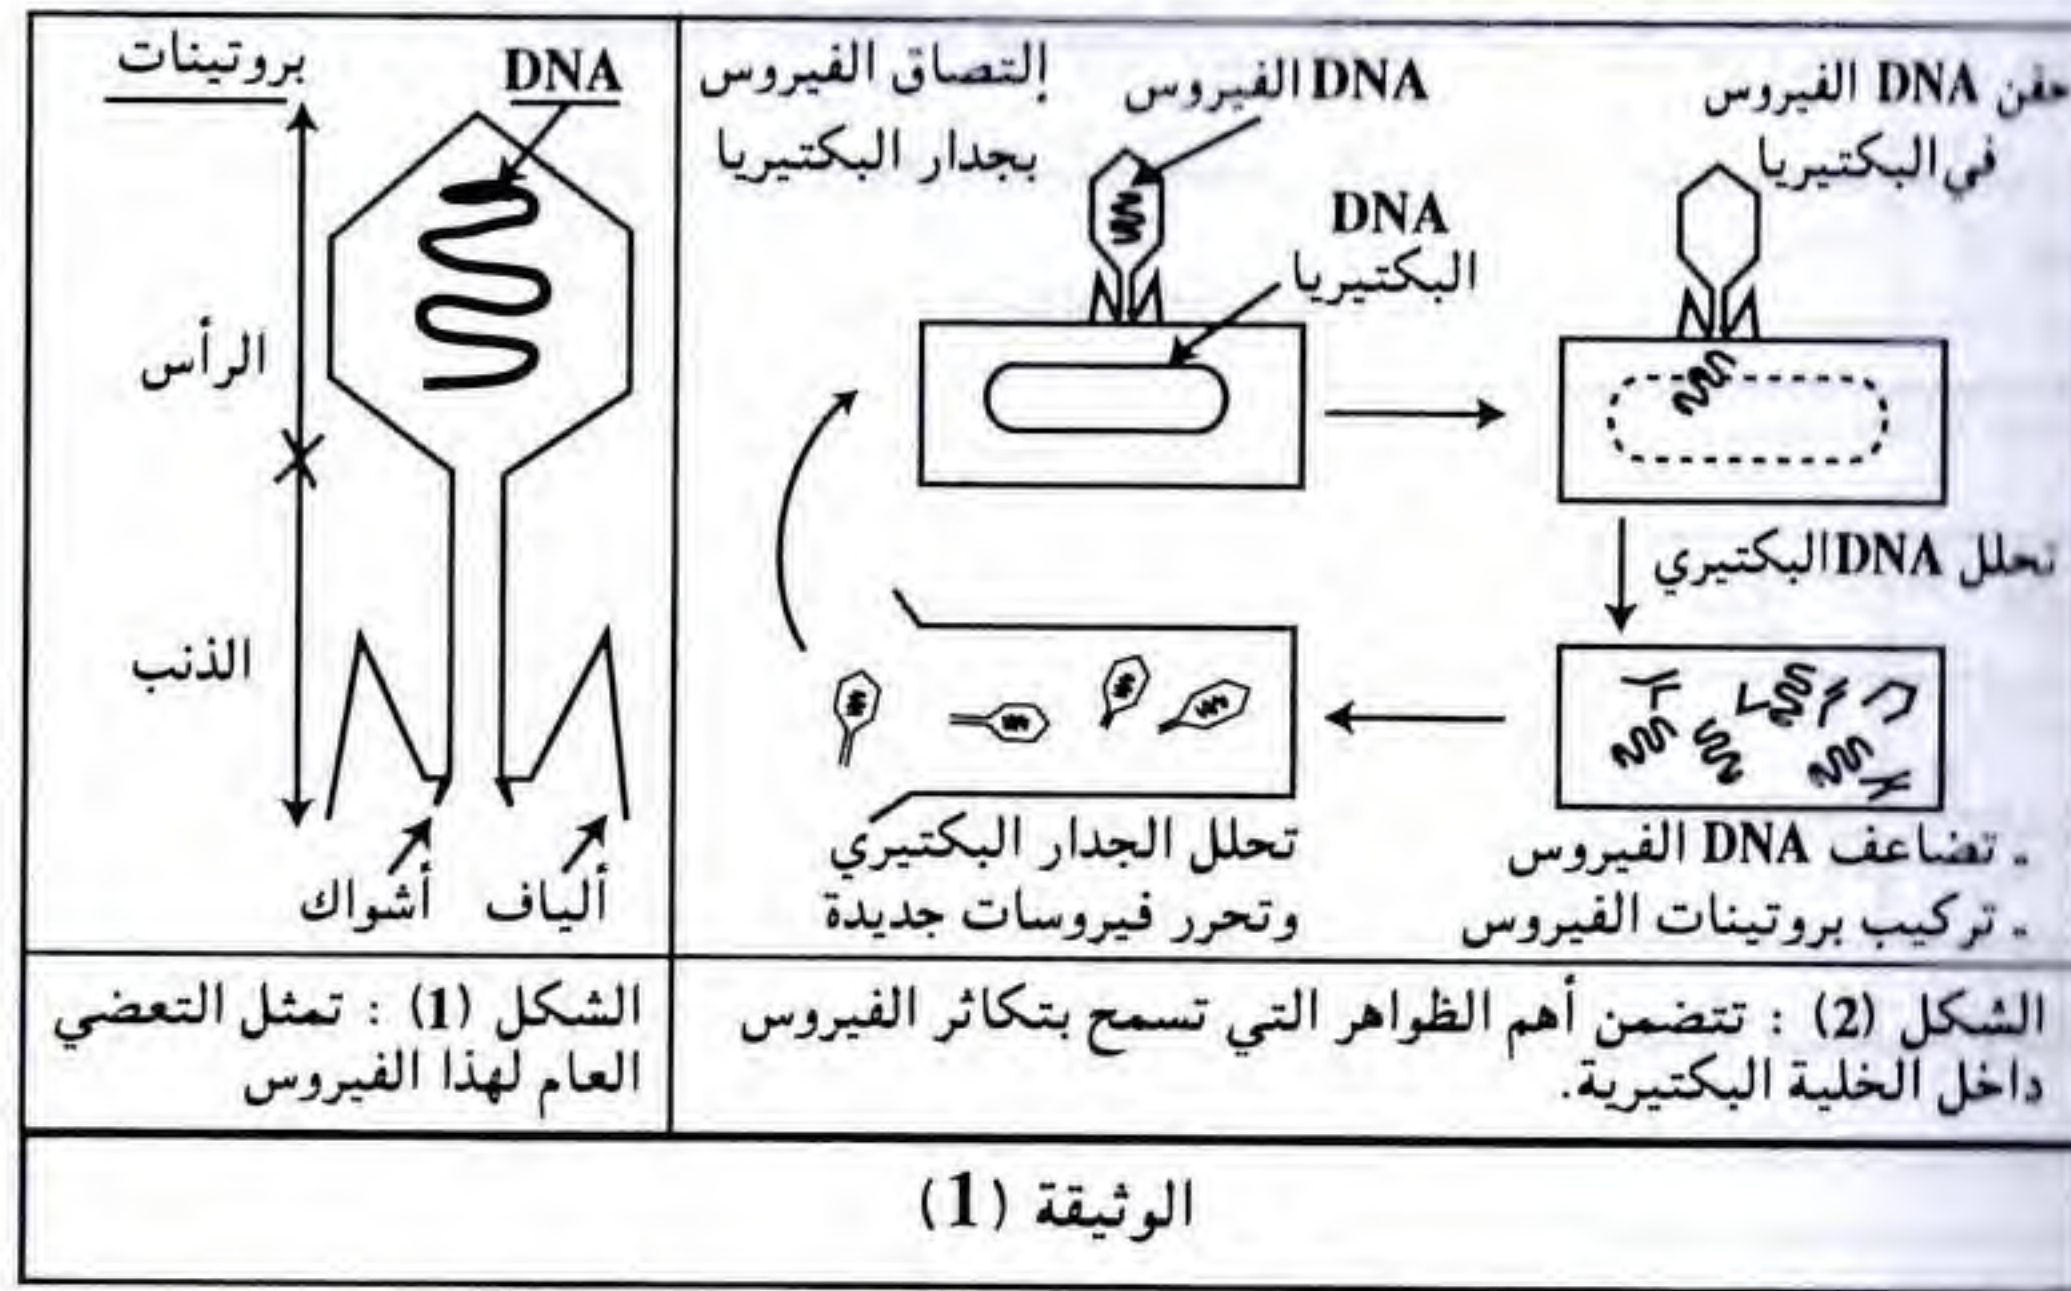 بروتينات
DNA
الرأس
الذنب
أشواك
ألياف
إلتصاق الفيروس
بجدار البكتيريا
DNA الفيروس
DNA
البكتيريا
حقن DNA الفيروس
في البكتيريا
تحلل DNA البكتيري
- تضاعف DNA الفيروس
- تركيب بروتينات الفيروس
تحلل الجدار البكتيري
وتحرر فيروسات جديدة
الشكل (1) : تمثل التعضي
العام لهذا الفيروس
الشكل (2) : تتضمن أهم الظواهر التي تسمح بتكاثر الفيروس
داخل الخلية البكتيرية.
الوثيقة (1)